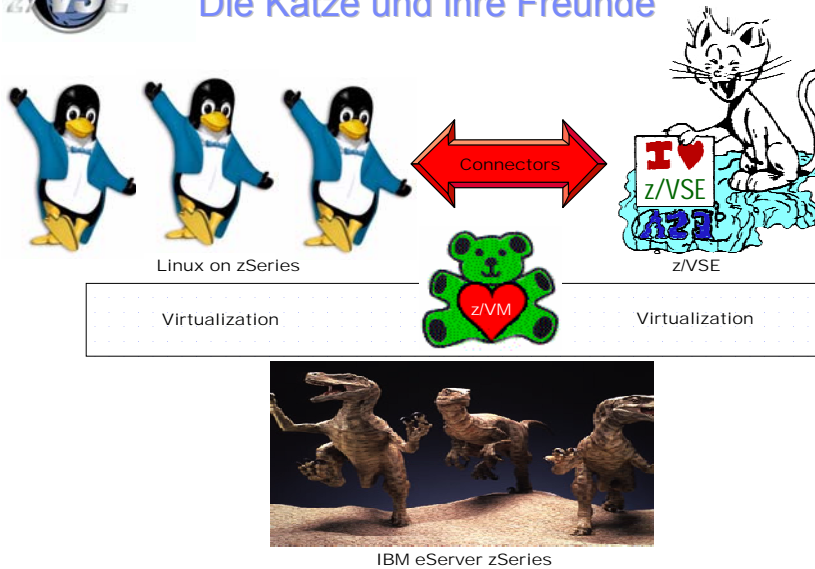 Die Katze und ihre Freunde
Connectors
I
z/VSE
Linux on zSeries
z/VSE
Virtualization
z/VM
Virtualization
IBM eServer zSeries